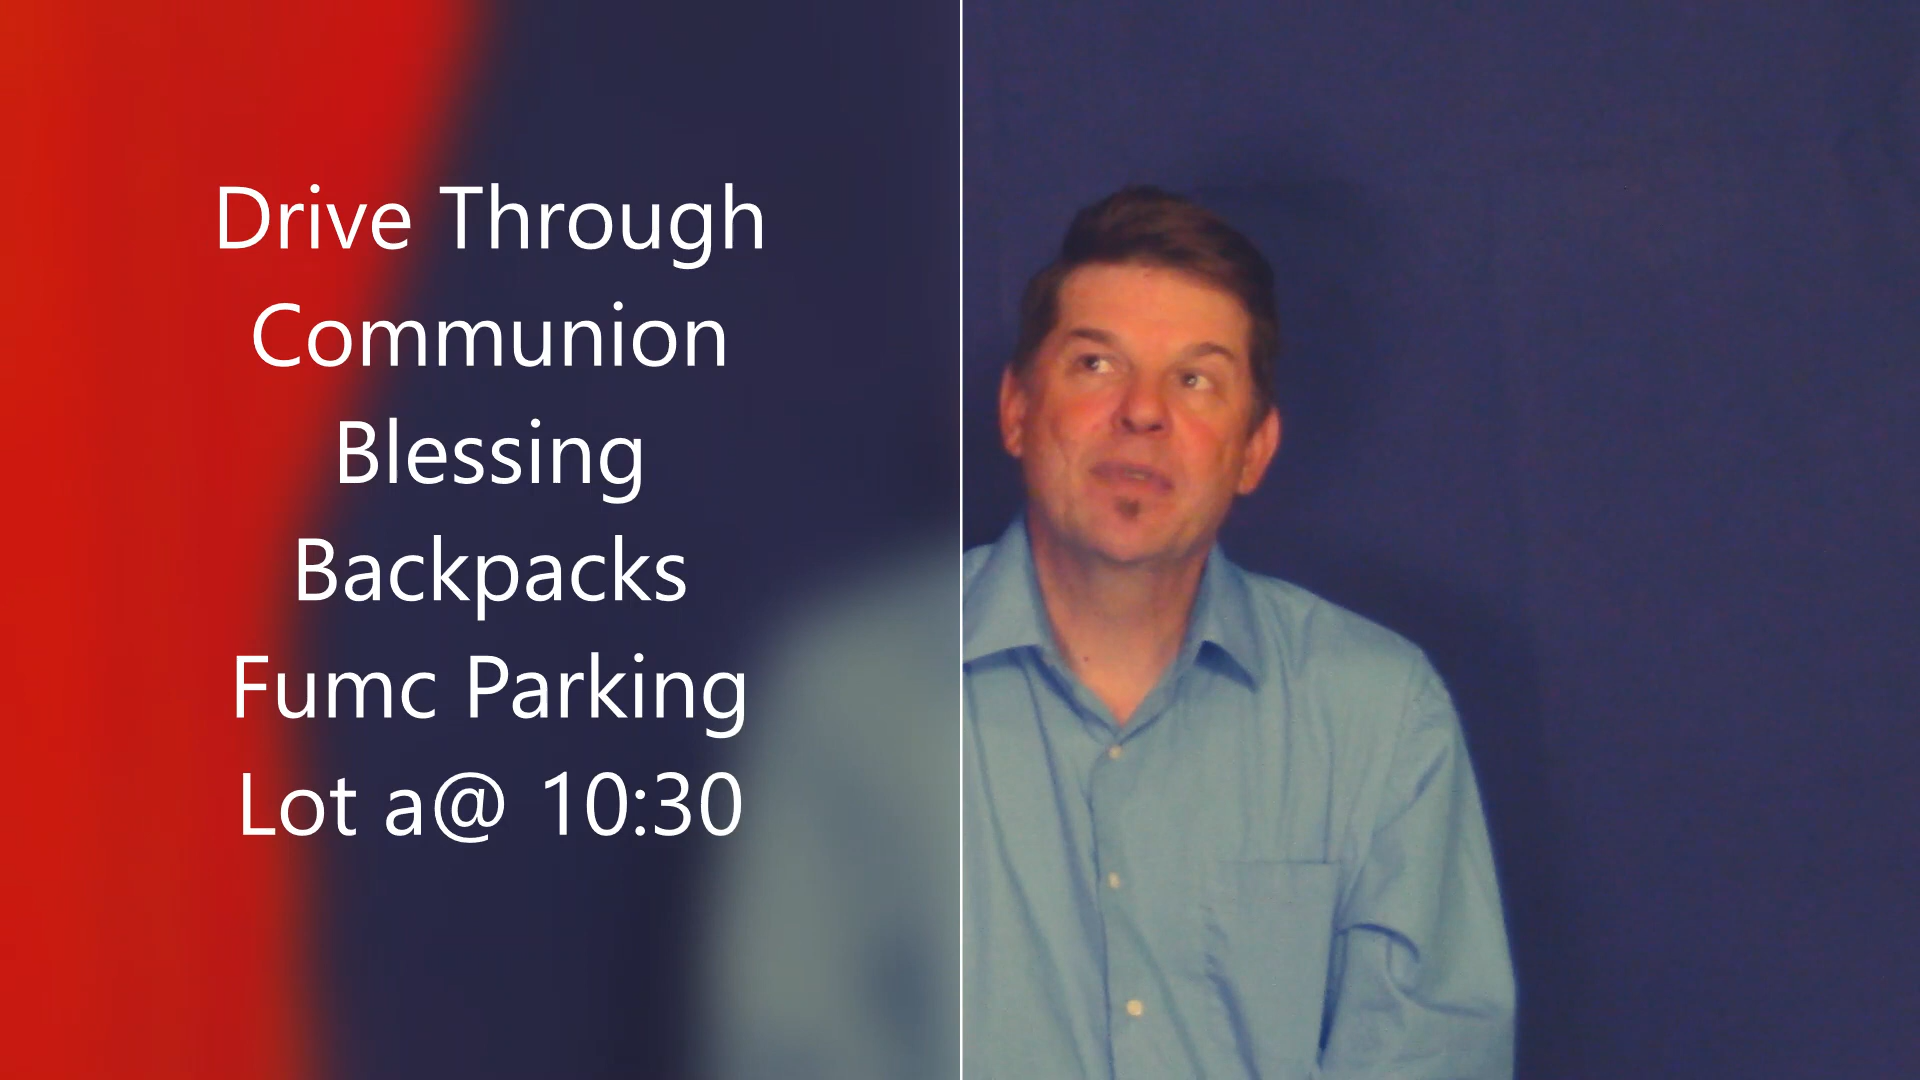 Drive Through
Communion
Blessing
Backpacks
Fumc Parking
Lot a@ 10:30